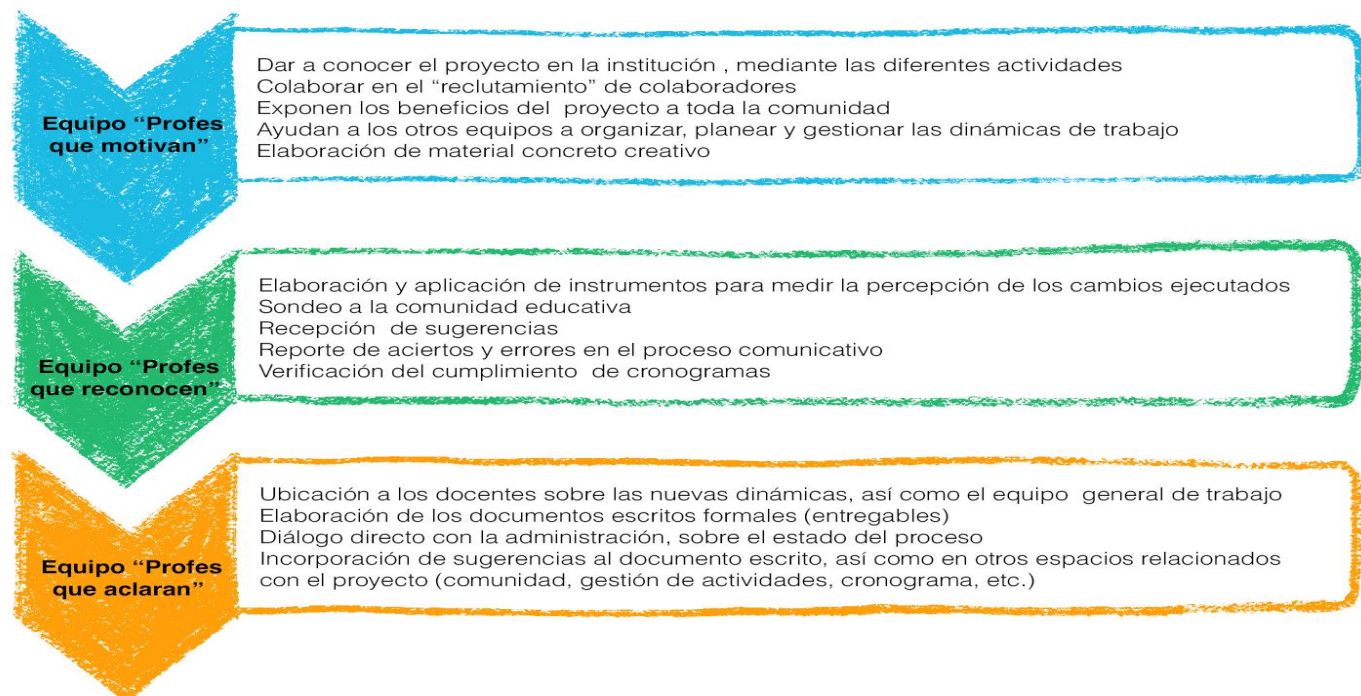 Equipo “Profes
que motivan”
Dar a conocer el proyecto en la institución , mediante las diferentes actividades
Colaborar en el “reclutamiento” de colaboradores
Exponen los beneficios del  proyecto a toda la comunidad
Ayudan a los otros equipos a organizar, planear y gestionar las dinámicas de trabajo
Elaboración de material concreto creativo
Equipo “Profes
que reconocen”
Elaboración y aplicación de instrumentos para medir la percepción de los cambios ejecutados
Sondeo a la comunidad educativa
Recepción  de sugerencias
Reporte de aciertos y errores en el proceso comunicativo
Verificación del cumplimiento  de cronogramas
Equipo “Profes
que aclaran”
Ubicación a los docentes sobre las nuevas dinámicas, así como el equipo  general de trabajo
Elaboración de los documentos escritos formales (entregables)
Diálogo directo con la administración, sobre el estado del proceso
Incorporación de sugerencias al documento escrito, así como en otros espacios relacionados
con el proyecto (comunidad, gestión de actividades, cronograma, etc.)